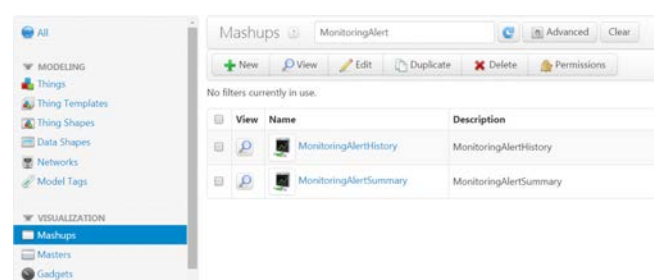 All
MODELING
Things
Thing Templates
Thing Shapes
Data Shapes
Networks
Model Tags
VISUALIZATION
Mashups
Masters
Gadgets
Mashups ? MonitoringAlert Advanced Clear
New View Edit Duplicate Delete Permissions
No filters currently in use.
View Name Description
MonitoringAlertHistory MonitoringAlertHistory
MonitoringAlertSummary MonitoringAlertSummary